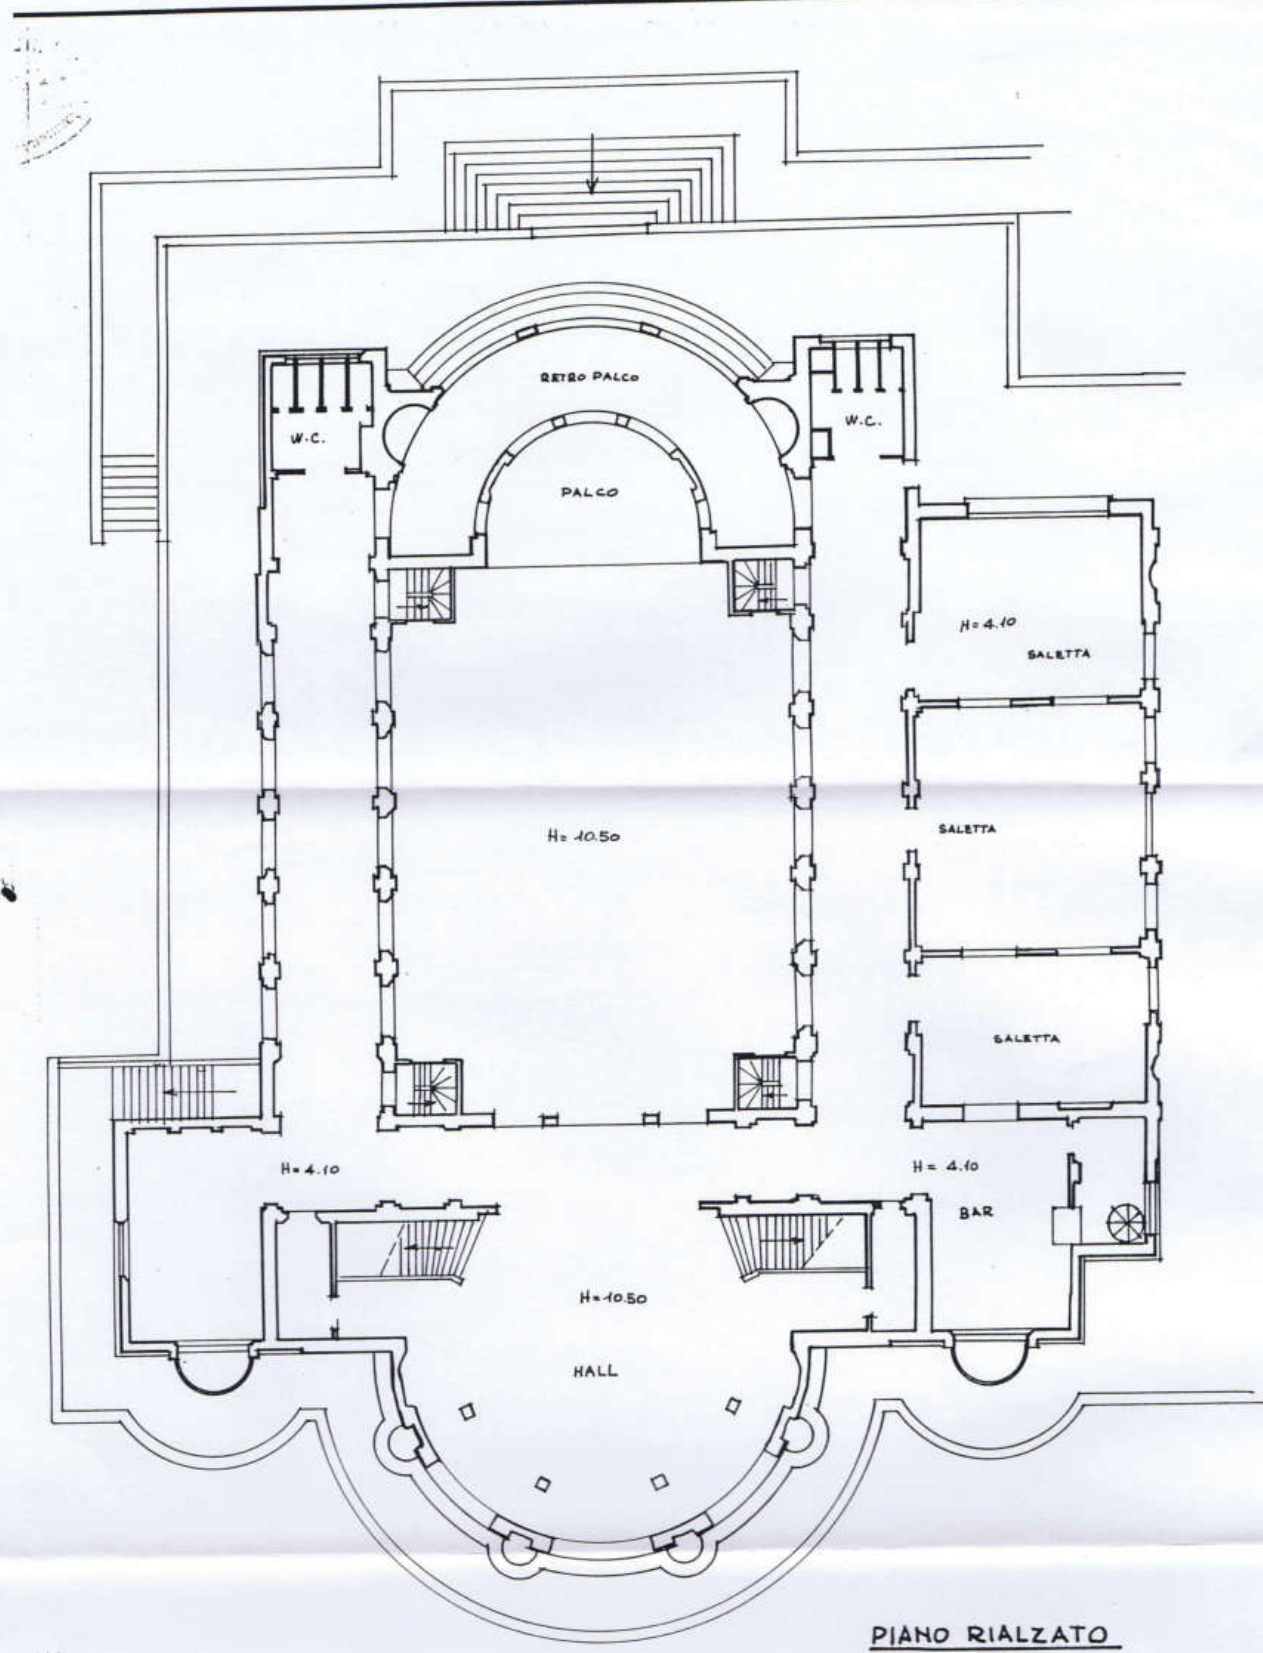 RETRO PALCO
W.C.
W.C.
PALCO
H= 4.10
SALETTA
SALETTA
H= 10.50
SALETTA
H= 4.10
H= 4.10
BAR
H= 10.50
HALL
PIANO RIALZATO